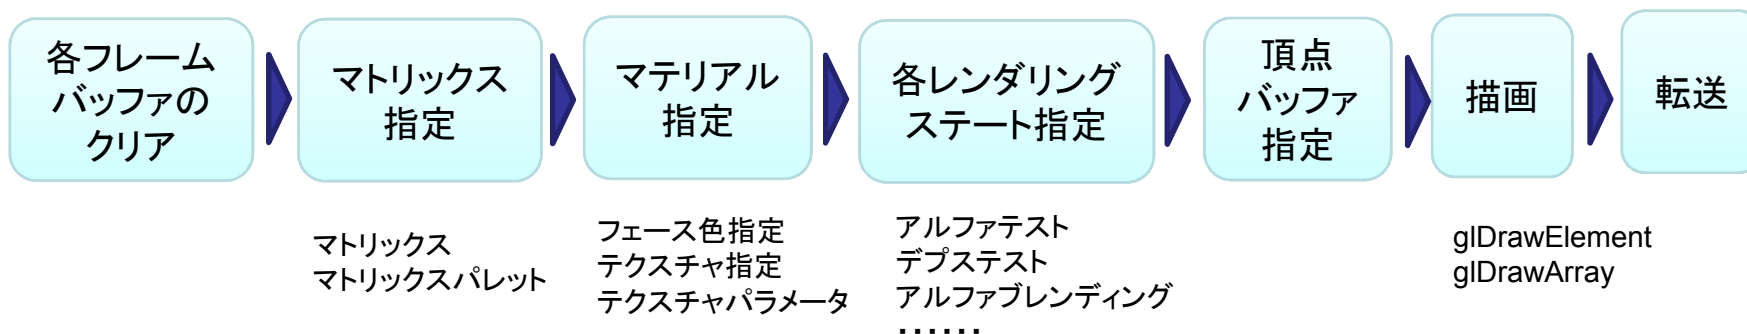 各フレーム
バッファの
クリア
マトリックス
指定
マテリアル
指定
各レンダリング
ステート指定
頂点
バッファ
指定
描画
転送
マトリックス
マトリックスパレット
フェース色指定
テクスチャ指定
テクスチャパラメータ
アルファテスト
デプステスト
アルファブレンディング
・・・・・・
glDrawElement
glDrawArray